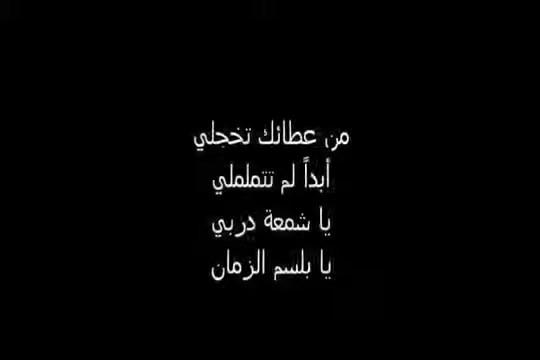 من عطائك تخجلي
أبداً لم تتململي
يا شمعة دربي
يا بلسم الزمان